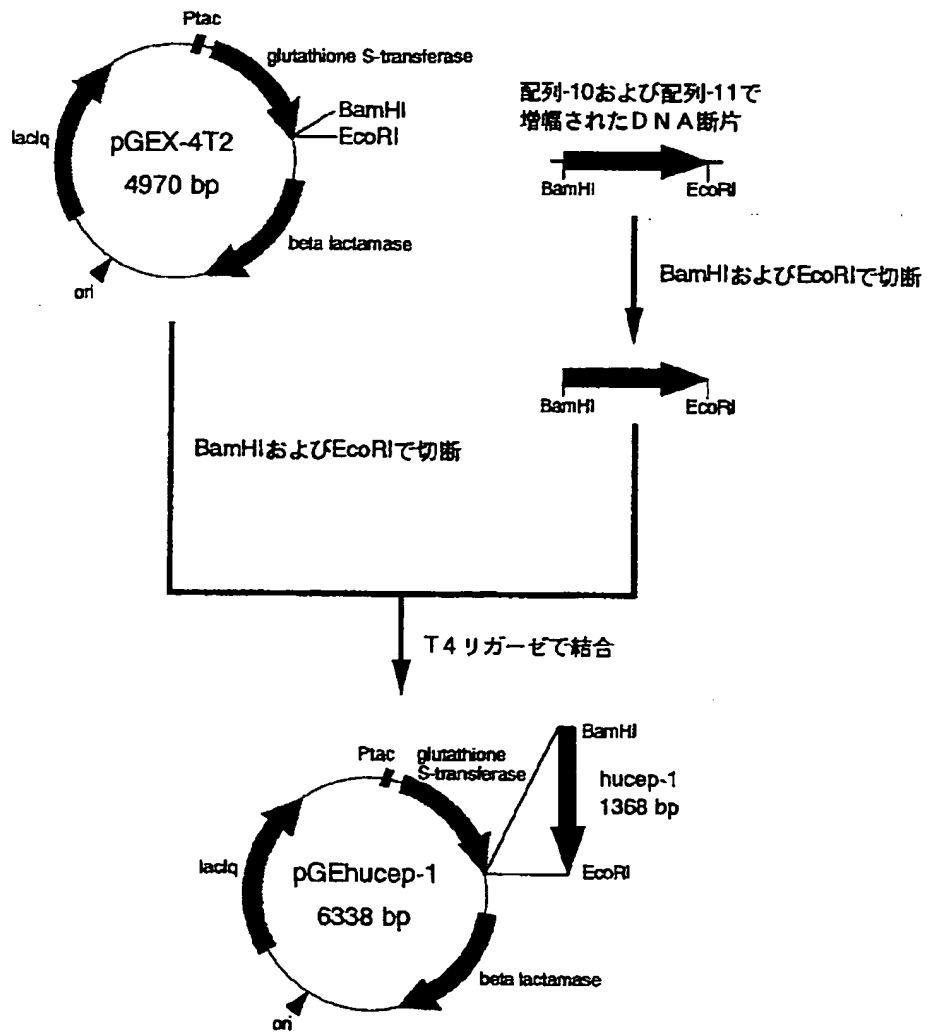 Ptac
glutathione S-transferase
BamHI
EcoRI
lacIq
pGEX-4T2
4970 bp
beta lactamase
ori
配列-10および配列-11で
増幅されたDNA断片
BamHI
EcoRI
BamHIおよびEcoRIで切断
BamHI
EcoRI
BamHIおよびEcoRIで切断
T4リガーゼで結合
Ptac
glutathione
S-transferase
BamHI
hucep-1
1368 bp
EcoRI
lacIq
pGEhucep-1
6338 bp
beta lactamase
ori